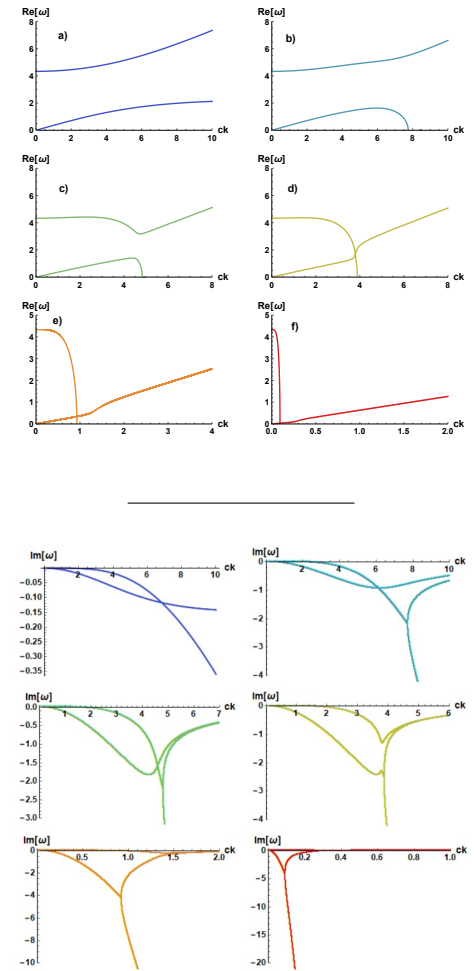 Re[ω]
8
6
4
2
0
0 2 4 6 8 10
ck
a)
Re[ω]
8
6
4
2
0
0 2 4 6 8 10
ck
b)
Re[ω]
8
6
4
2
0
0 2 4 6 8
ck
c)
Re[ω]
8
6
4
2
0
0 2 4 6 8
ck
d)
Re[ω]
5
4
3
2
1
0
0 1 2 3 4
ck
e)
Re[ω]
5
4
3
2
1
0
0.0 0.5 1.0 1.5 2.0
ck
f)
Im[ω]
2 4 6 8 10
ck
-0.05
-0.10
-0.15
-0.20
-0.25
-0.30
-0.35
Im[ω]
0
2 4 6 8 10
ck
-1
-2
-3
-4
Im[ω]
0.0
1 2 3 4 5 6 7
ck
-0.5
-1.0
-1.5
-2.0
-2.5
-3.0
Im[ω]
0
1 2 3 4 5 6
ck
-1
-2
-3
-4
Im[ω]
0
0.5 1.0 1.5 2.0
ck
-2
-4
-6
-8
-10
Im[ω]
0
0.2 0.4 0.6 0.8 1.0
ck
-5
-10
-15
-20